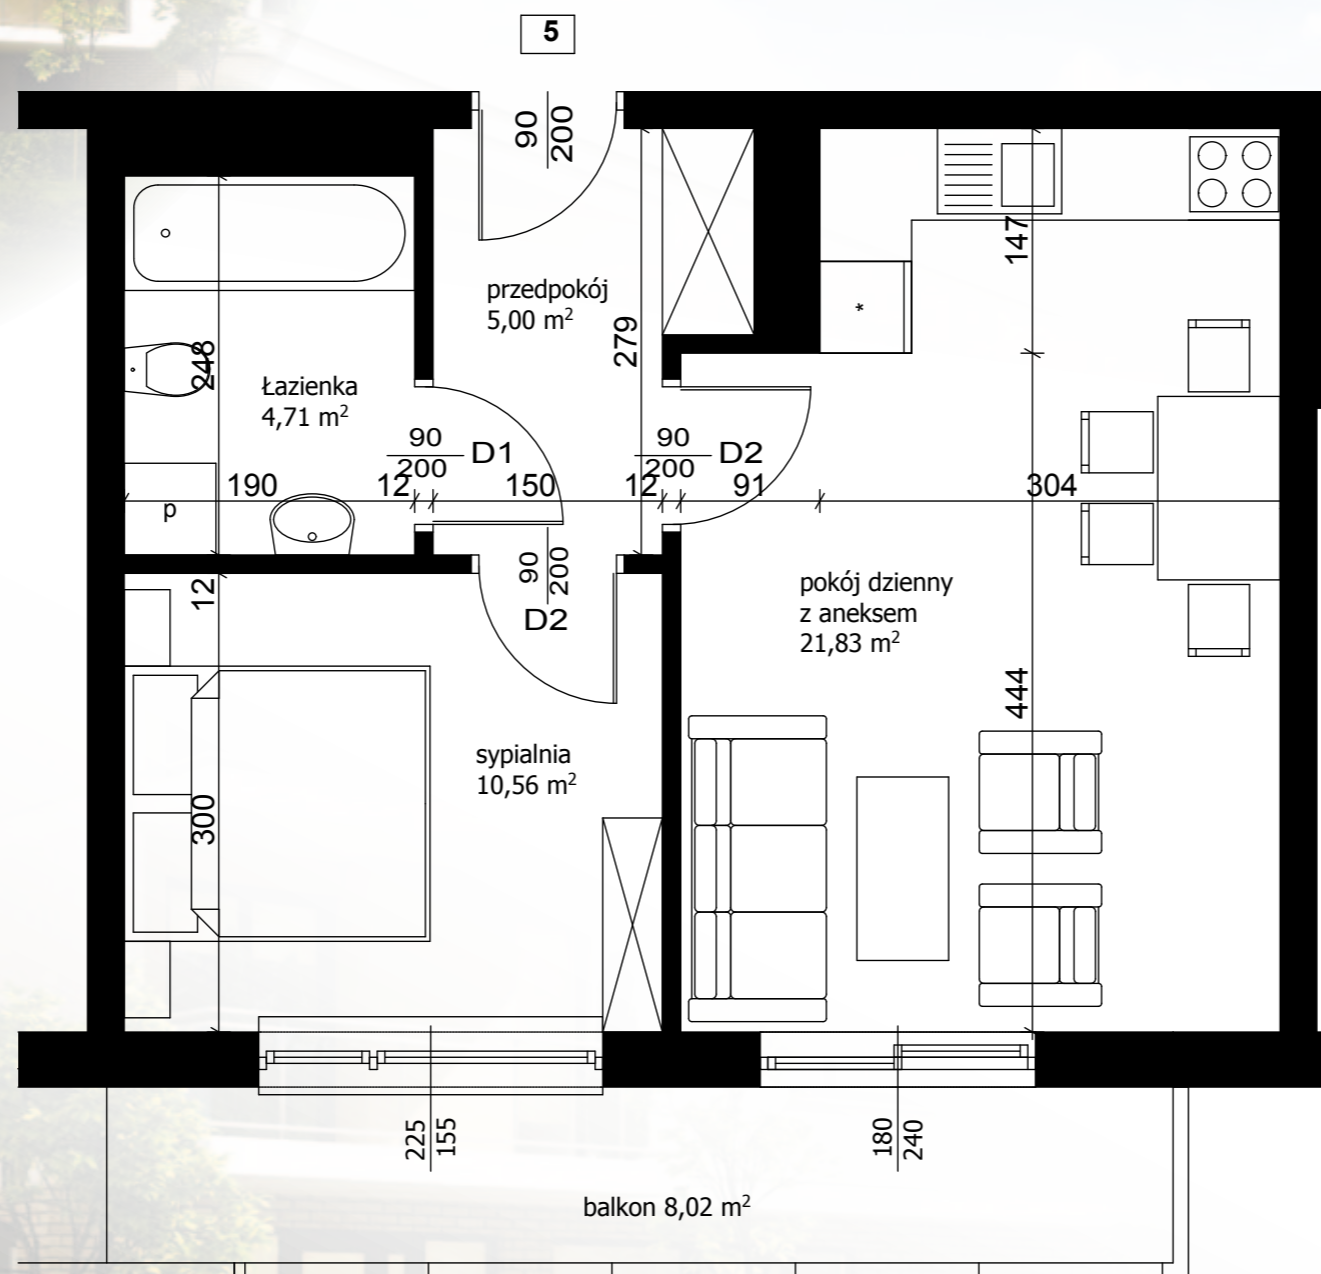 5
90
200
147
przedpokój
5,00 m²
279
248
Łazienka
4,71 m²
90
200
D1
90
200
D2
190
12
150
12
91
304
p
*
90
200
D2
12
pokój dzienny
z aneksem
21,83 m²
444
sypialnia
10,56 m²
300
225
155
180
240
balkon 8,02 m²